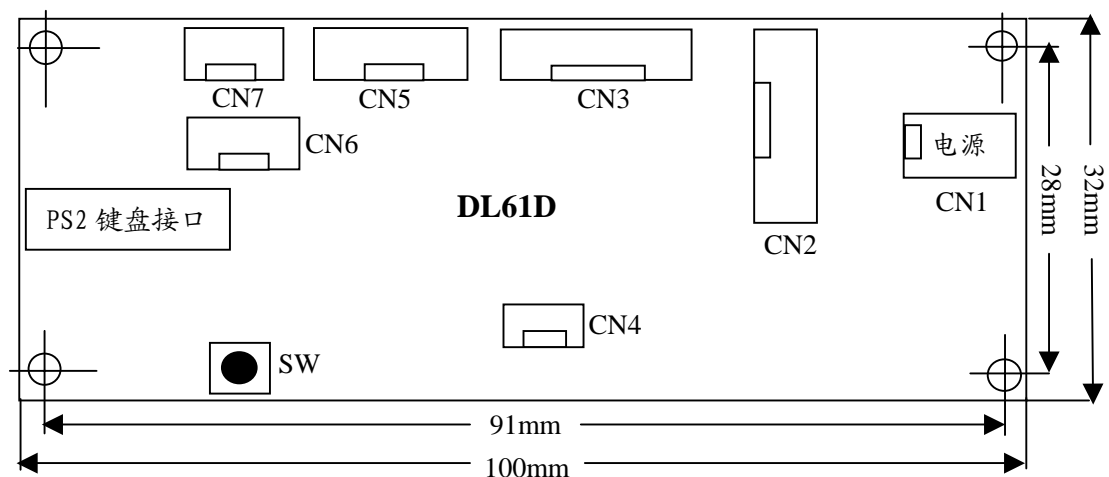 CN7
CN5
CN3
CN6
电源
CN1
PS2 键盘接口
DL61D
CN2
28mm
32mm
CN4
SW
91mm
100mm